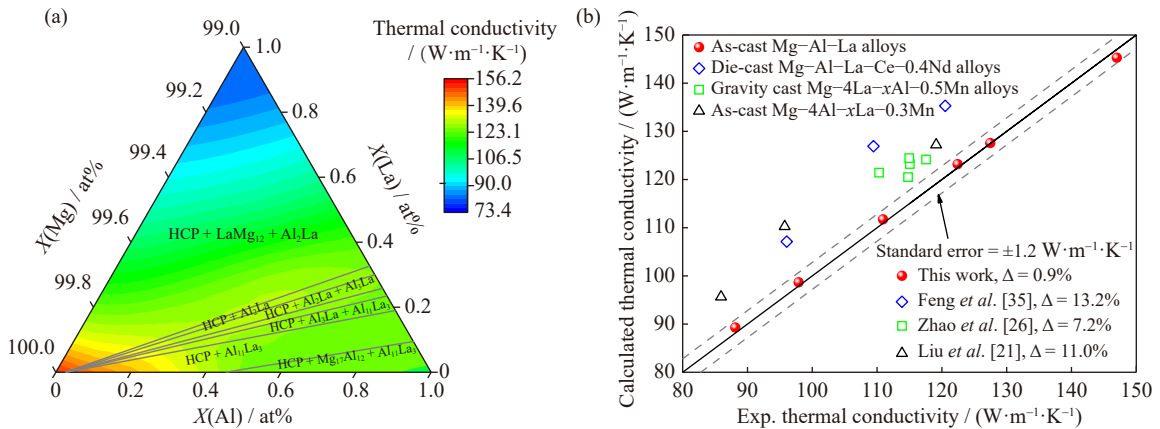 (a)
99.0
1.0
99.2
0.8
99.4
X(La) / at%
0.6
X(Mg) / at%
99.6
HCP + LaMg₁₂ + Al₂La
0.4
99.8
HCP + Al₂La
HCP + Al₂La + Al₃La
HCP + Al₃La + Al₁₁La₃
0.2
100.0
HCP + Al₁₁La₃
HCP + Mg₁₇Al₁₂ + Al₁₁La₃
0
0 0.2 0.4 0.6 0.8 1.0
X(Al) / at%
Thermal conductivity
/ (W·m⁻¹·K⁻¹)
156.2
139.6
123.1
106.5
90.0
73.4
(b)
Calculated thermal conductivity / (W·m⁻¹·K⁻¹)
150
140
130
120
110
100
90
80
As-cast Mg−Al−La alloys
Die-cast Mg−Al−La−Ce−0.4Nd alloys
Gravity cast Mg−4La−xAl−0.5Mn alloys
As-cast Mg−4Al−xLa−0.3Mn
Standard error = ±1.2 W·m⁻¹·K⁻¹
This work, Δ = 0.9%
Feng et al. [35], Δ = 13.2%
Zhao et al. [26], Δ = 7.2%
Liu et al. [21], Δ = 11.0%
80 90 100 110 120 130 140 150
Exp. thermal conductivity / (W·m⁻¹·K⁻¹)